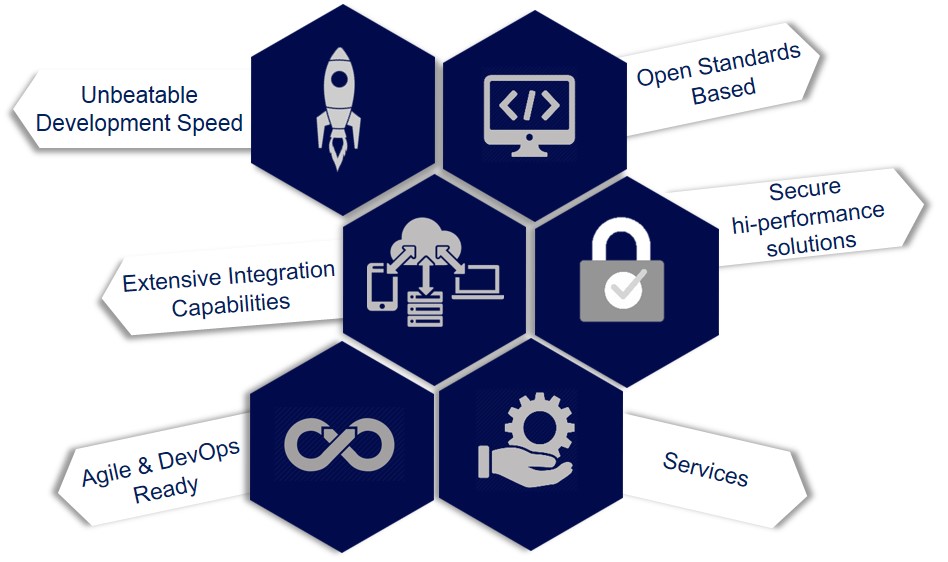 Unbeatable
Development Speed
Open Standards
Based
Extensive Integration
Capabilities
Secure
hi-performance
solutions
Agile & DevOps
Ready
Services